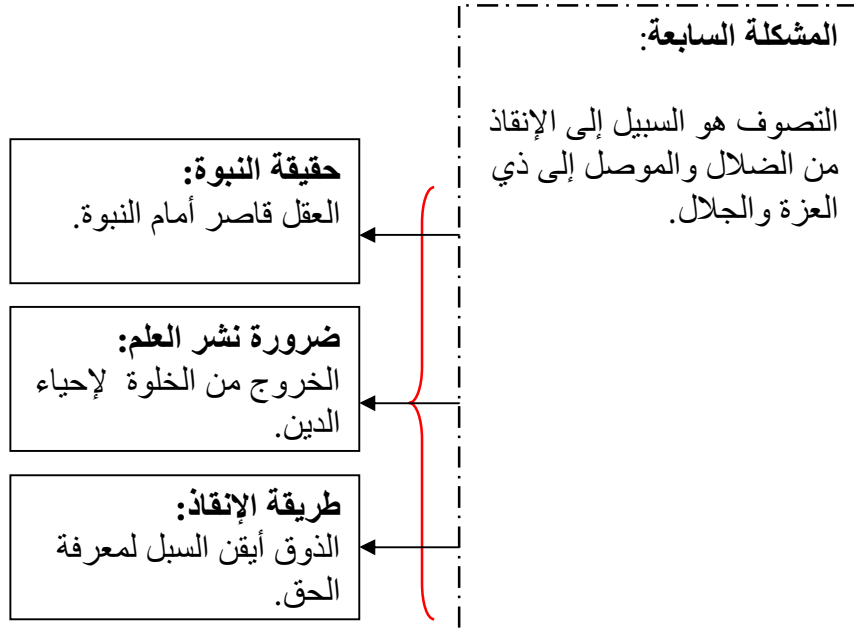 المشكلة السابعة:
التصوف هو السبيل إلى الإنقاذ
من الضلال والموصل إلى ذي
العزة والجلال.
حقيقة النبوة:
العقل قاصر أمام النبوة.
ضرورة نشر العلم:
الخروج من الخلوة لإحياء
الدين.
طريقة الإنقاذ:
الذوق أيقن السبل لمعرفة
الحق.